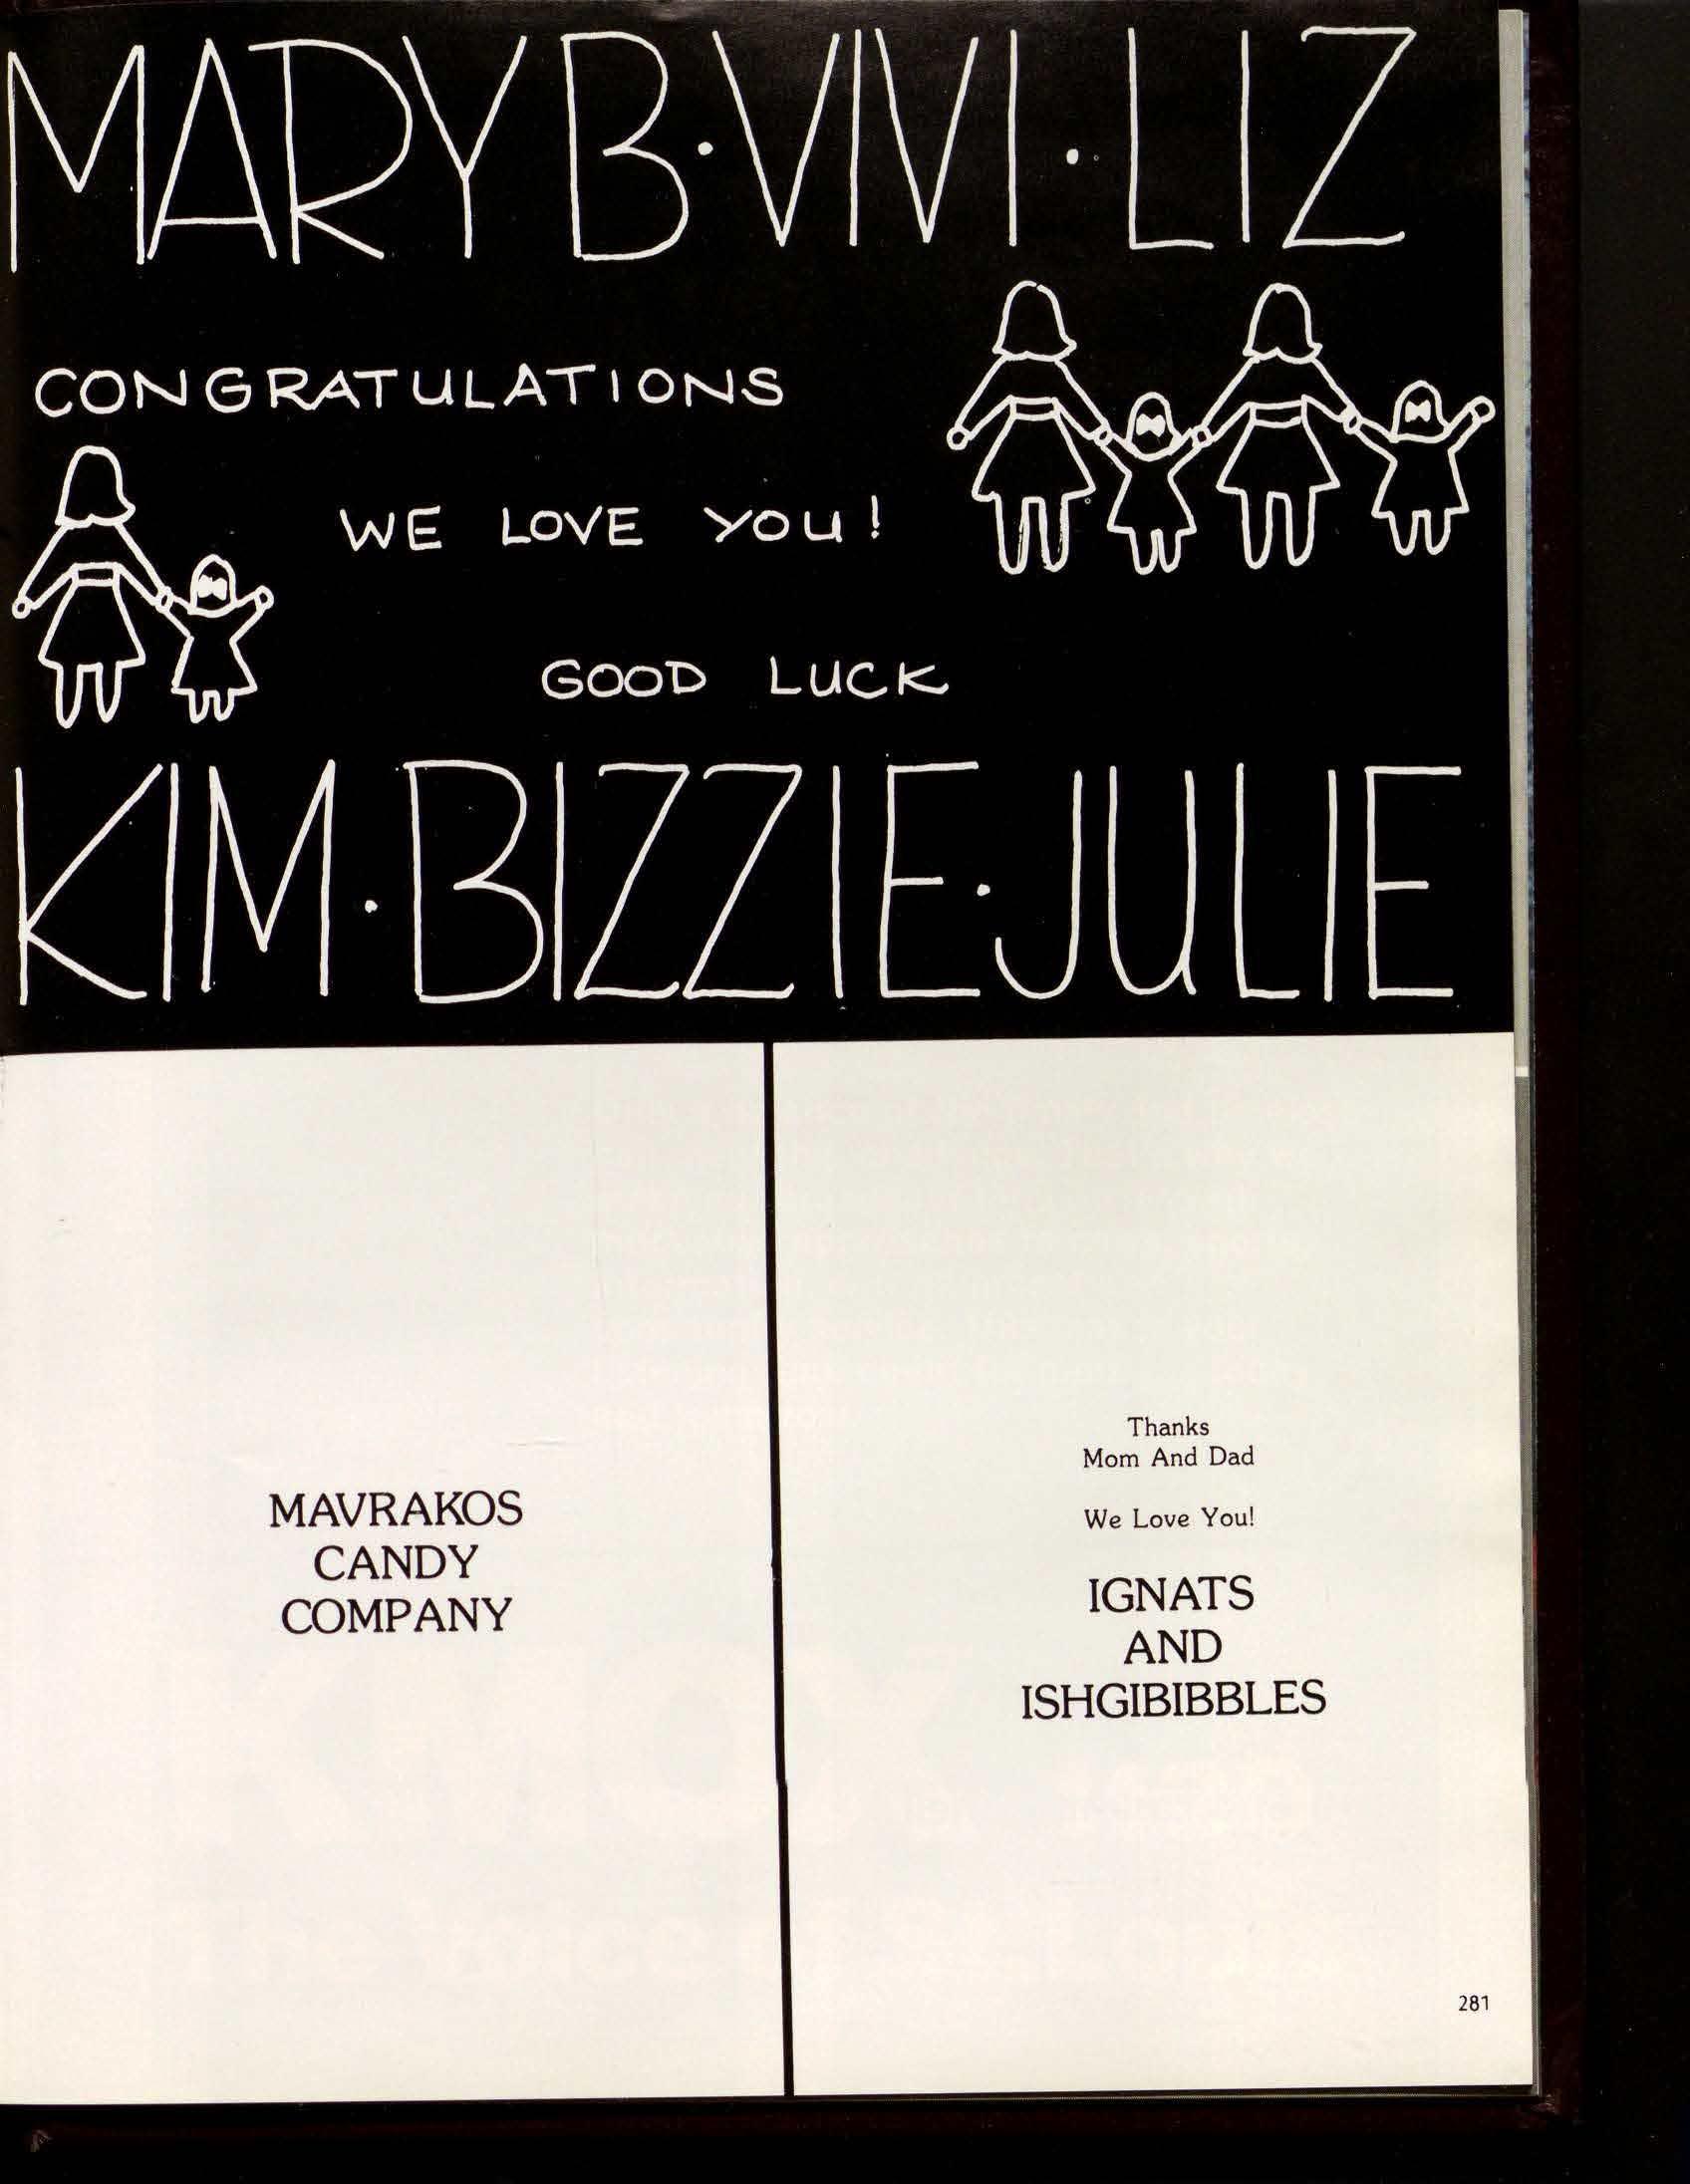 MARY B · VIVI · LIZ
CONGRATULATIONS
WE LOVE YOU!
GOOD LUCK
KIM · BIZZIE · JULIE
MAVRAKOS
CANDY
COMPANY
Thanks
Mom And Dad
We Love You!
IGNATS
AND
ISHGIBIBBLES
281